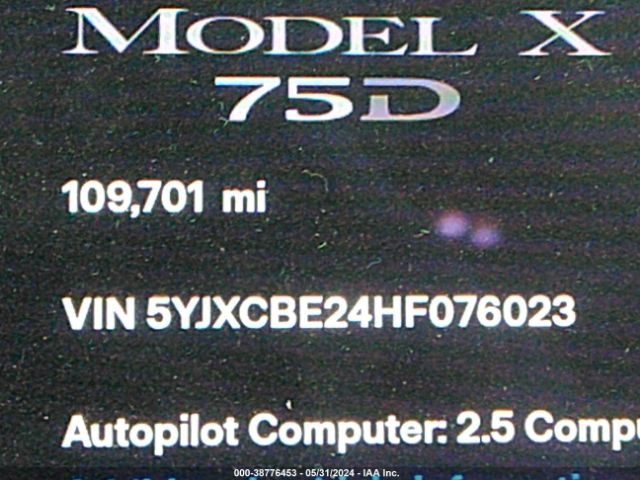 MODEL X
75D
109,701 mi
VIN 5YJXCBE24HF076023
Autopilot Computer: 2.5 Compu
000-38776453 - 05/31/2024 - IAA Inc.